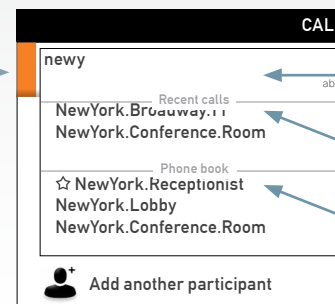 CAL
newy
ab
Recent calls
NewYork.Broadway.11
NewYork.Conference.Room
Phone book
☆ NewYork.Receptionist
NewYork.Lobby
NewYork.Conference.Room
Add another participant